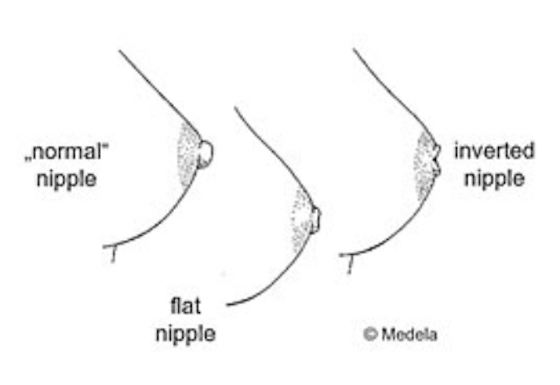 „normal“
nipple
inverted
nipple
flat
nipple
© Medela